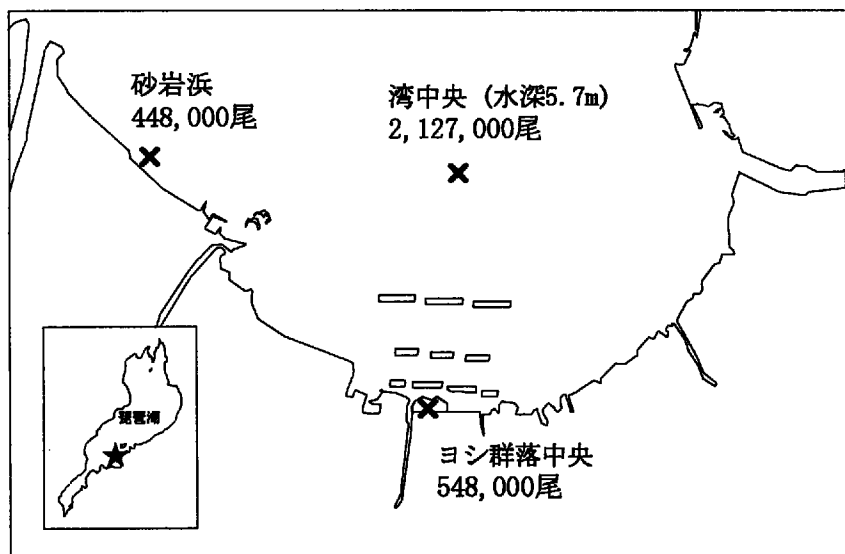 砂岩浜
448,000尾
湾中央 (水深5.7m)
2,127,000尾
琵琶湖
ヨシ群落中央
548,000尾